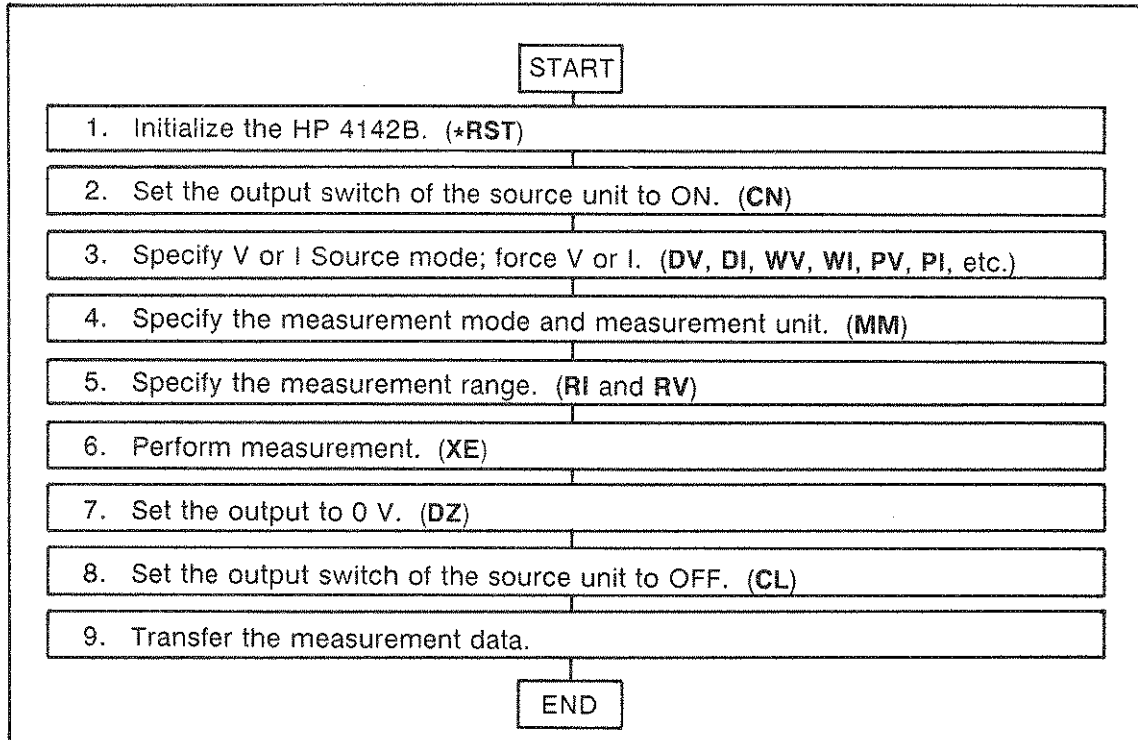 START
1. Initialize the HP 4142B. (*RST)
2. Set the output switch of the source unit to ON. (CN)
3. Specify V or I Source mode; force V or I. (DV, DI, WV, WI, PV, PI, etc.)
4. Specify the measurement mode and measurement unit. (MM)
5. Specify the measurement range. (RI and RV)
6. Perform measurement. (XE)
7. Set the output to 0 V. (DZ)
8. Set the output switch of the source unit to OFF. (CL)
9. Transfer the measurement data.
END